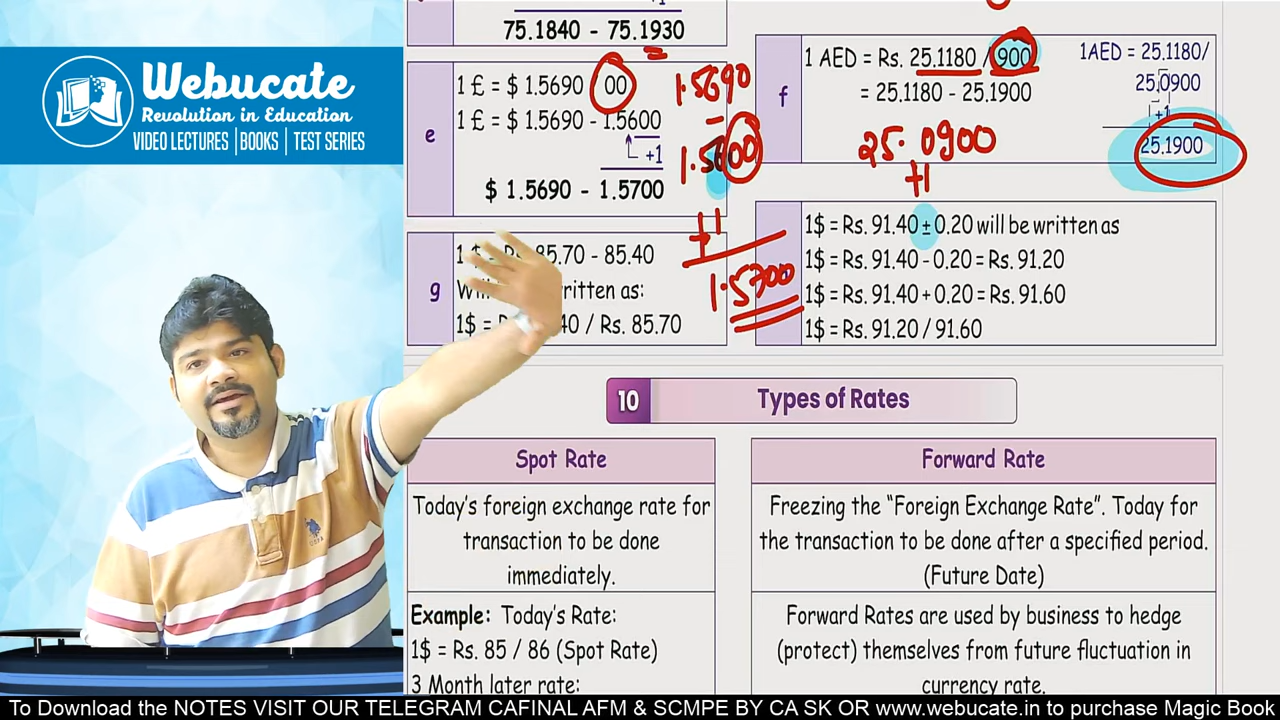 Webucate
Revolution in Education
VIDEO LECTURES | BOOKS | TEST SERIES
75.1840 - 75.1930
e
1 £ = $ 1.5690 / 00
1 £ = $ 1.5690 - 1.5600
+1
$ 1.5690 - 1.5700
1.5690
1.5600
+1
1.5700
f
1 AED = Rs. 25.1180 / 900
= 25.1180 - 25.1900
25.0900
+1
1AED = 25.1180/
25.0900
+1
25.1900
g
1 $ = Rs. 85.70 - 85.40
Will written as:
1$ = 40 / Rs. 85.70
1$ = Rs. 91.40 ± 0.20 will be written as
1$ = Rs. 91.40 - 0.20 = Rs. 91.20
1$ = Rs. 91.40 + 0.20 = Rs. 91.60
1$ = Rs. 91.20 / 91.60
10 Types of Rates
Spot Rate
Today's foreign exchange rate for
transaction to be done
immediately.
Example: Today's Rate:
1$ = Rs. 85 / 86 (Spot Rate)
3 Month later rate:
Forward Rate
Freezing the "Foreign Exchange Rate". Today for
the transaction to be done after a specified period.
(Future Date)
Forward Rates are used by business to hedge
(protect) themselves from future fluctuation in
currency rate.
To Download the NOTES VISIT OUR TELEGRAM CAFINAL AFM & SCMPE BY CA SK OR www.webucate.in to purchase Magic Book